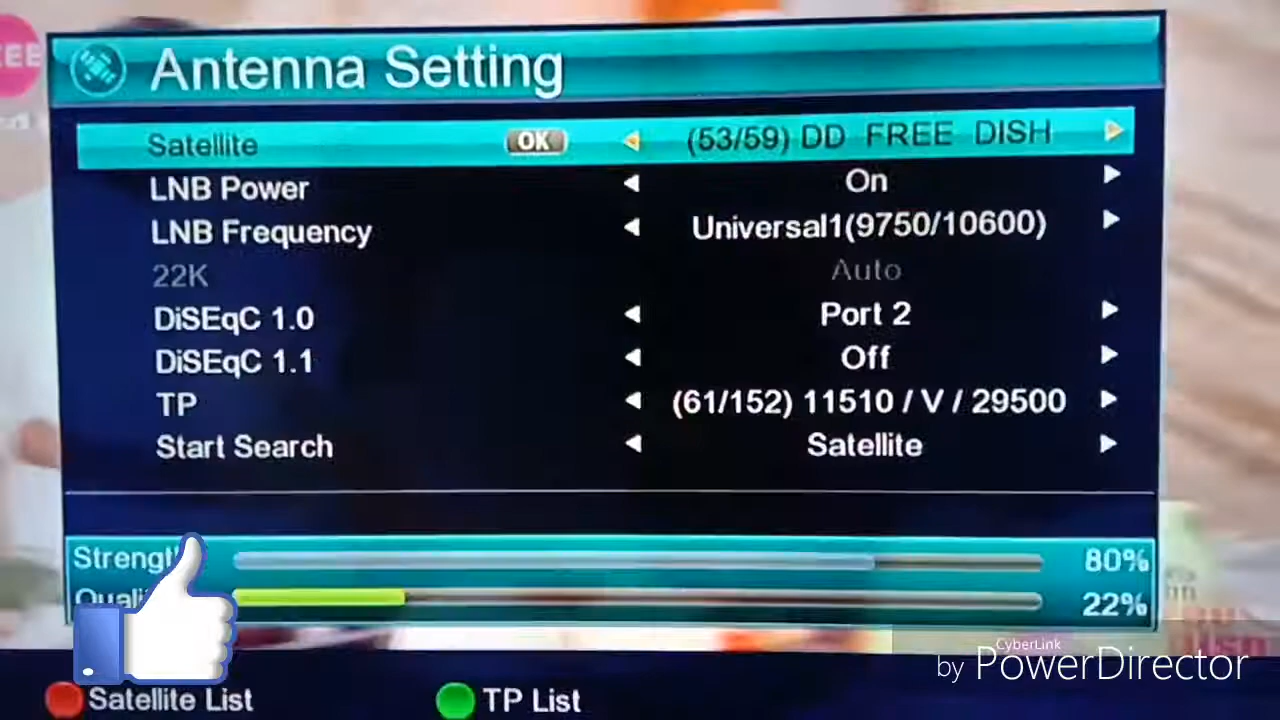 Antenna Setting
Satellite OK (53/59) DD FREE DISH
LNB Power On
LNB Frequency Universal1(9750/10600)
22K Auto
DiSEqC 1.0 Port 2
DiSEqC 1.1 Off
TP (61/152) 11510 / V / 29500
Start Search Satellite
Strength 80%
22%
CyberLink
by PowerDirector
Satellite List TP List